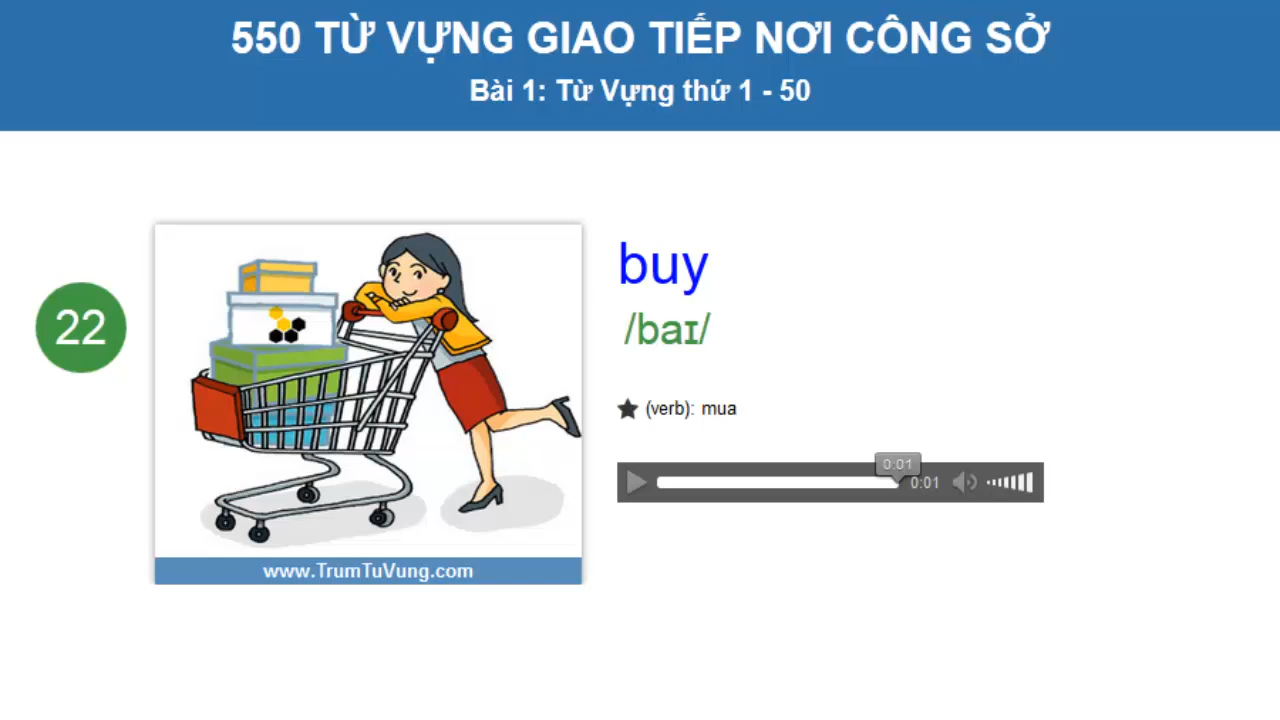 550 TỪ VỰNG GIAO TIẾP NƠI CÔNG SỞ
Bài 1: Từ Vựng thứ 1 - 50
22
buy
/baɪ/
(verb): mua
0:01
0:01
www.TrumTuVung.com